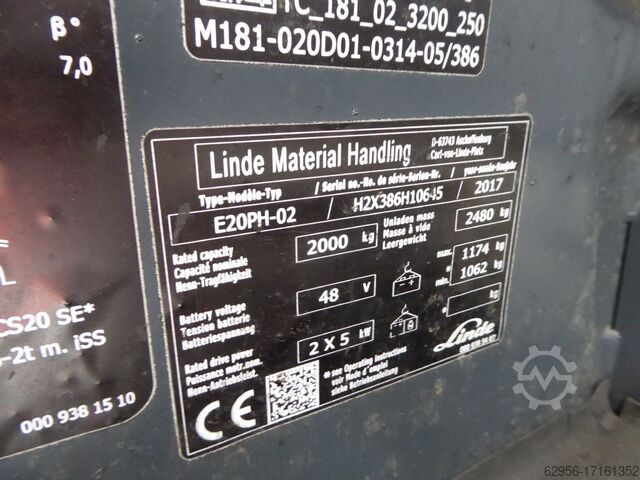 TC_181_02_3200_250
M181-020D01-0314-05/386
β°
7,0
CS20 SE*
-2t m. iSS
000 938 15 10
Linde Material Handling
D-63743 Aschaffenburg
Carl-von-Linde-Platz
Type-Modèle-Typ / Serial no.-No. de série-Serien-Nr. / year-année-Baujahr
E20PH-02 / H2X386H10645 / 2017
Rated capacity
Capacité nominale
Nenn-Tragfähigkeit
2000 kg
Unladen mass
Masse à vide
Leergewicht
2480 kg
Battery voltage
Tension batterie
Batteriespannung
48 V
max. 1174 kg
*
min. 1062 kg
Rated drive power
Puissance motr.nom.
Nenn-Antriebsleist.
2 X 5 kW
* kg
CE
* see Operating Instructions
voir Mode d'emploi
siehe Betriebsanleitung
Linde
62956-17161352